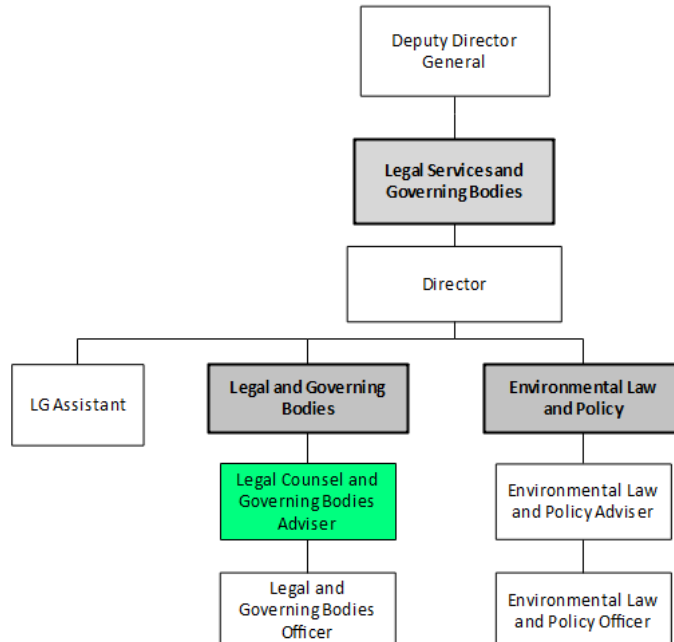 Deputy Director
General
Legal Services and
Governing Bodies
Director
LG Assistant
Legal and Governing
Bodies
Environmental Law
and Policy
Legal Counsel and
Governing Bodies
Adviser
Environmental Law
and Policy Adviser
Legal and
Governing Bodies
Officer
Environmental Law
and Policy Officer